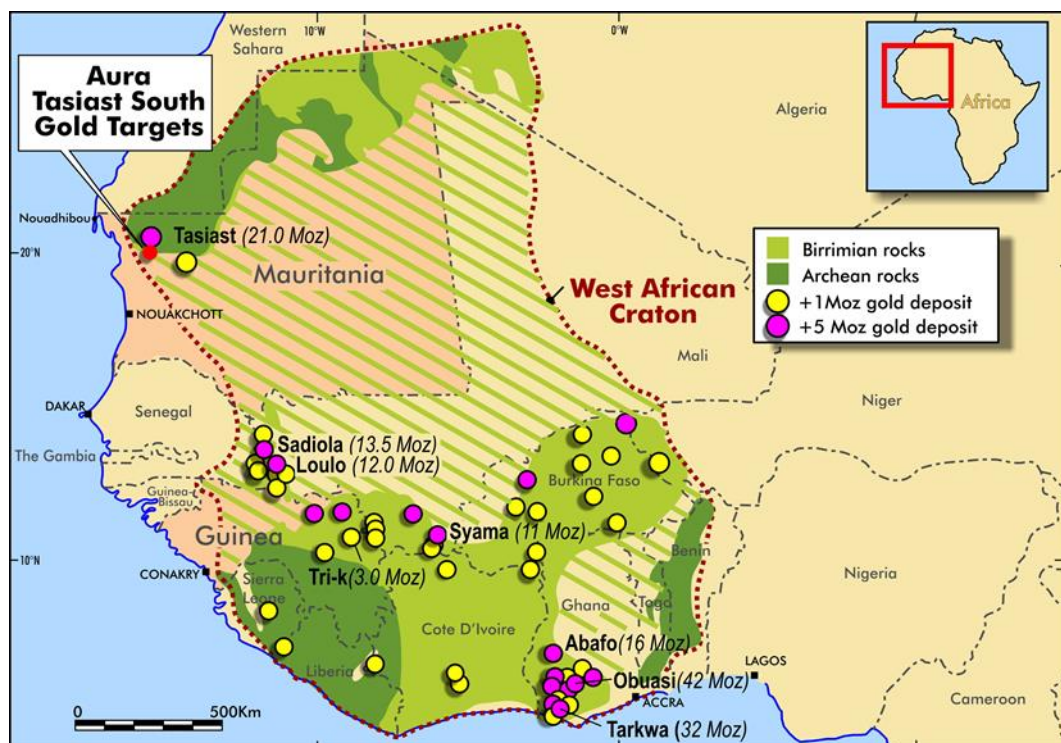 10°W
0°W
Western
Sahara
Aura
Tasiast South
Gold Targets
Algeria
Africa
Nouadhibou
Tasiast (21.0 Moz)
20°N
Mauritania
Birrimian rocks
Archean rocks
+1Moz gold deposit
+5 Moz gold deposit
West African
Craton
NOUAKCHOTT
Mali
DAKAR
Senegal
Niger
Sadiola (13.5 Moz)
The Gambia
Loulo (12.0 Moz)
Burkina Faso
Guinea-
Bissau
Guinea
Syama (11 Moz)
Benin
10°N
CONAKRY
Tri-k(3.0 Moz)
Nigeria
Sierra
Leone
Ghana
Togo
Cote D'Ivoire
Abafo(16 Moz)
Liberia
LAGOS
Obuasi(42 Moz)
ACCRA
Cameroon
0
500Km
Tarkwa (32 Moz)